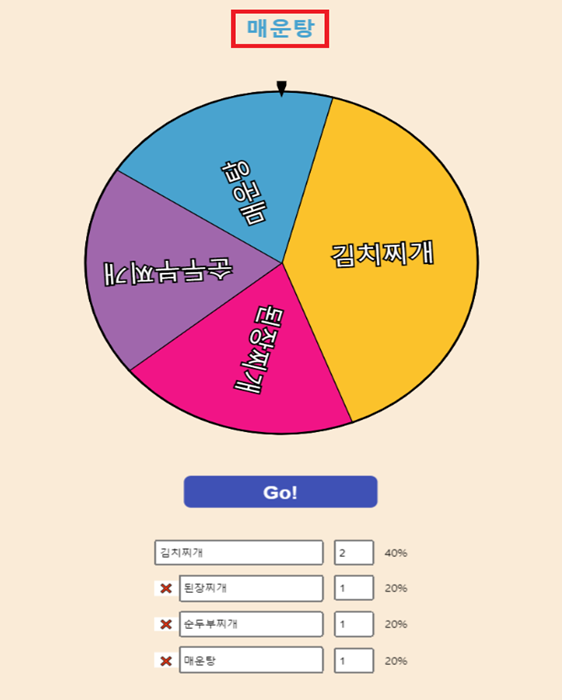 매운탕
매운탕
김치찌개
순두부찌개
된장찌개
Go!
김치찌개 2 40%
된장찌개 1 20%
순두부찌개 1 20%
매운탕 1 20%